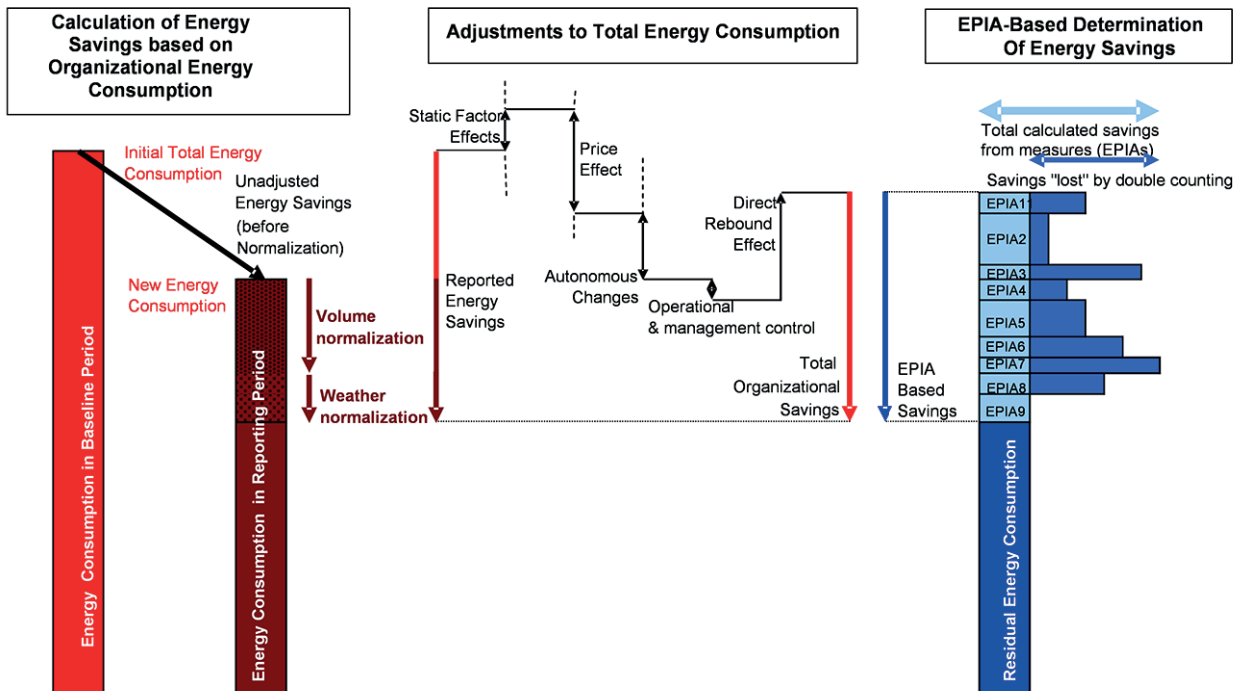 Calculation of Energy
Savings based on
Organizational Energy
Consumption
Adjustments to Total Energy Consumption
EPIA-Based Determination
Of Energy Savings
Initial Total Energy
Consumption
Unadjusted
Energy Savings
(before
Normalization)
New Energy
Consumption
Volume
normalization
Weather
normalization
Energy Consumption in Baseline Period
Energy Consumption in Reporting Period
Static Factor
Effects
Price
Effect
Reported
Energy
Savings
Autonomous
Changes
Operational
& management control
Direct
Rebound
Effect
Total
Organizational
Savings
EPIA
Based
Savings
Total calculated savings
from measures (EPIAs)
Savings "lost" by double counting
EPIA1
EPIA2
EPIA3
EPIA4
EPIA5
EPIA6
EPIA7
EPIA8
EPIA9
Residual Energy Consumption